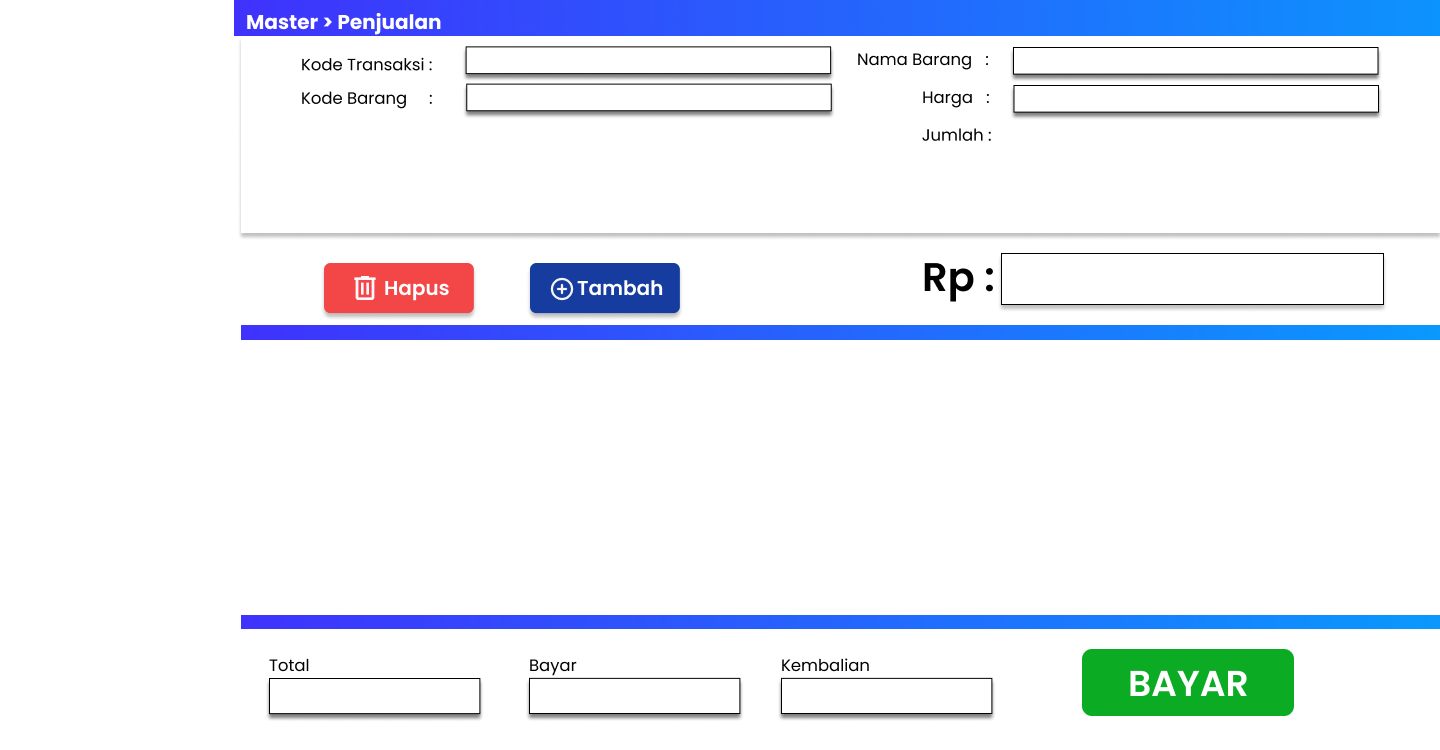 Master > Penjualan
Kode Transaksi :
Nama Barang :
Kode Barang :
Harga :
Jumlah :
Hapus
Tambah
Rp :
Total
Bayar
Kembalian
BAYAR